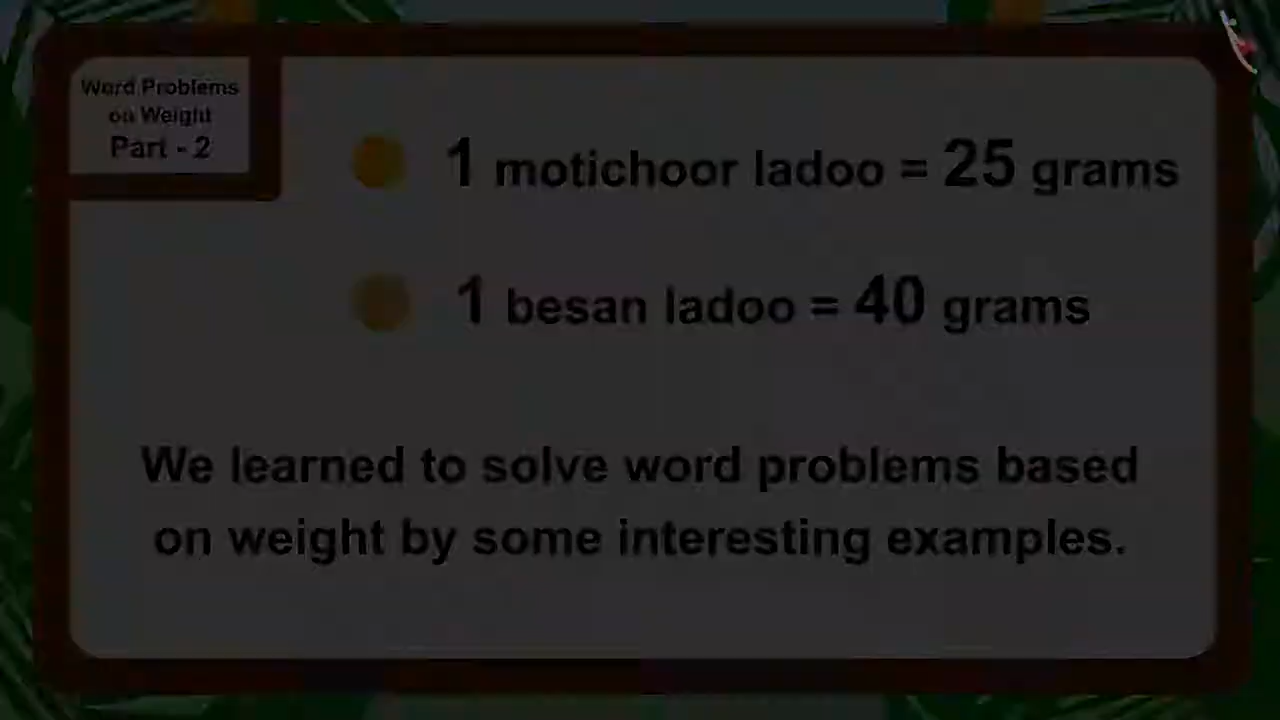 Word Problems
on Weight
Part - 2
1 motichoor ladoo = 25 grams
1 besan ladoo = 40 grams
We learned to solve word problems based
on weight by some interesting examples.